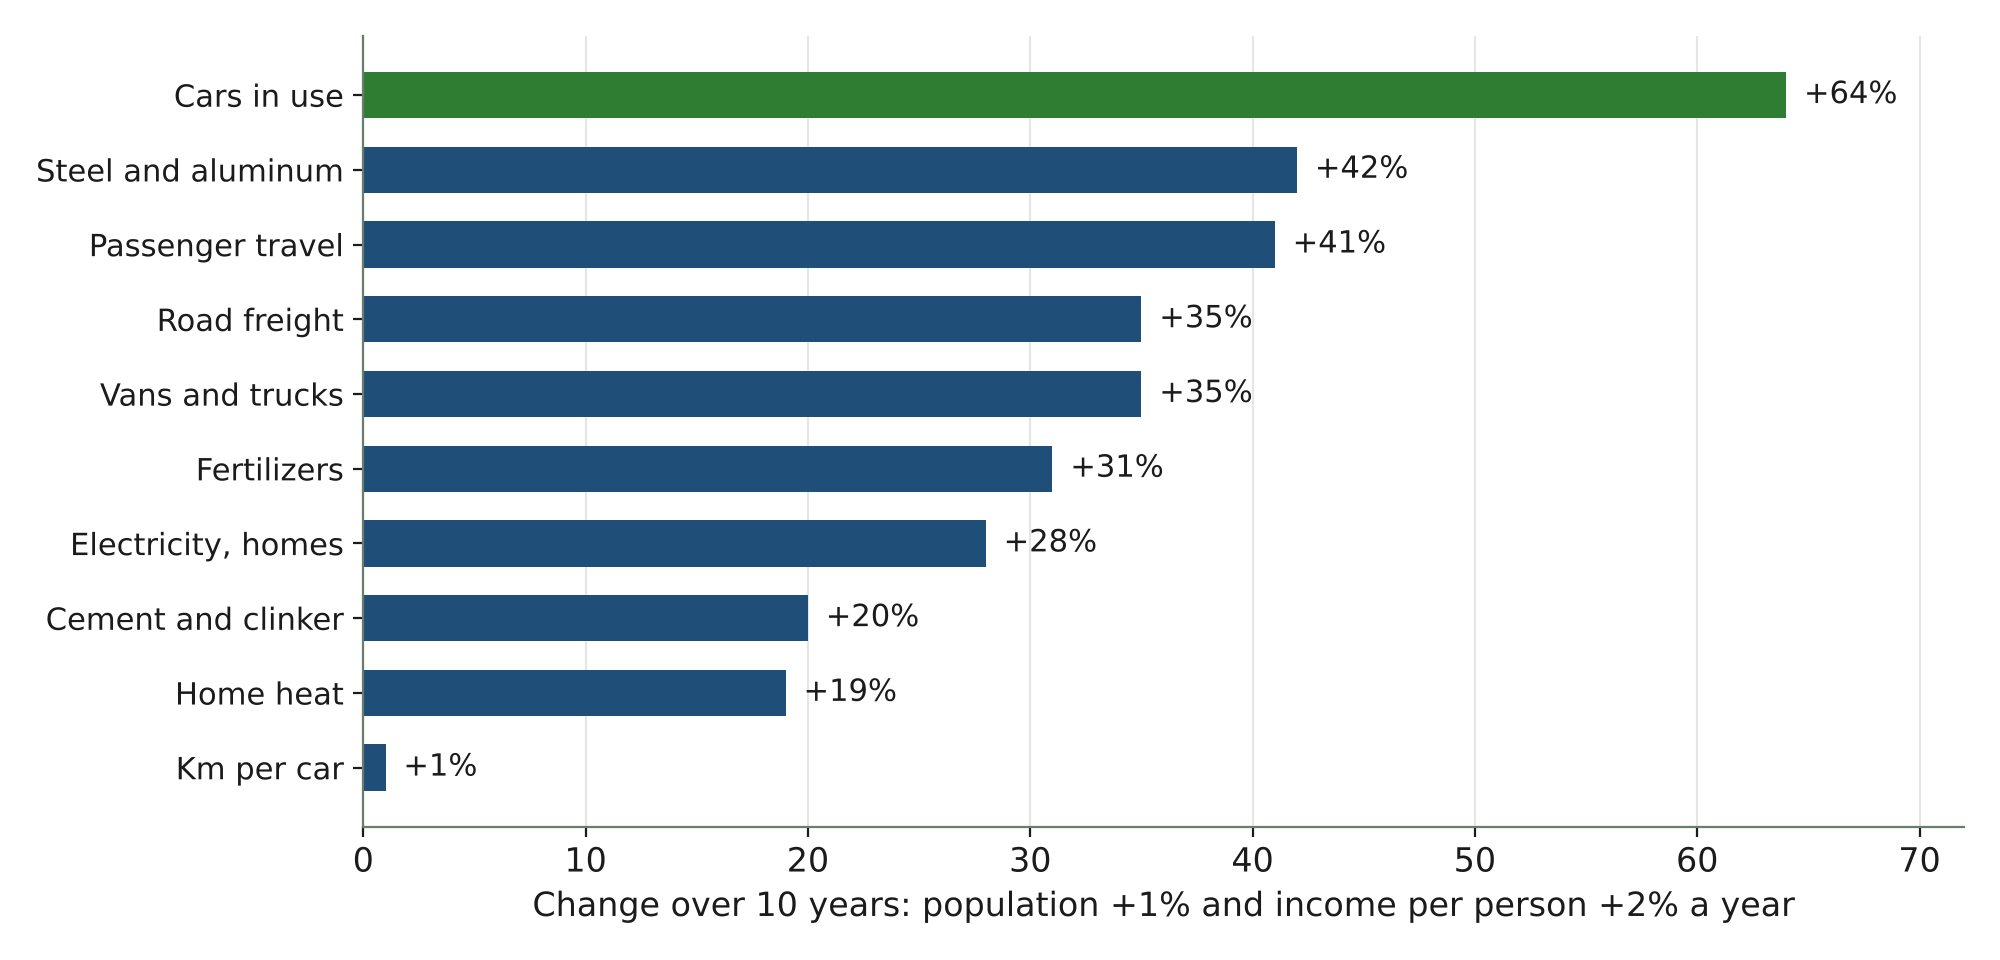 Cars in use +64%
Steel and aluminum +42%
Passenger travel +41%
Road freight +35%
Vans and trucks +35%
Fertilizers +31%
Electricity, homes +28%
Cement and clinker +20%
Home heat +19%
Km per car +1%
0 10 20 30 40 50 60 70
Change over 10 years: population +1% and income per person +2% a year